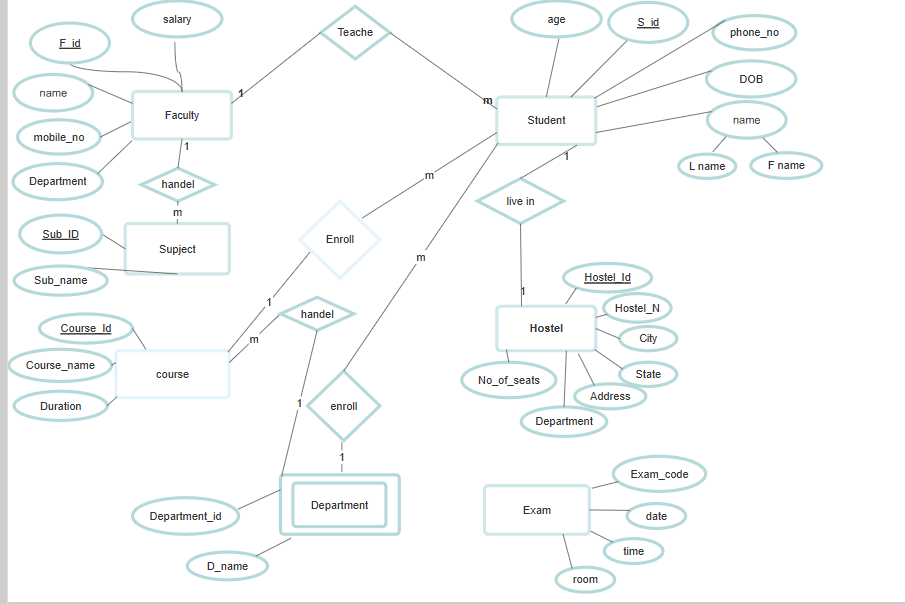 salary
age
S_id
F_id
Teache
phone_no
DOB
name
1
m
Faculty
Student
name
mobile_no
1
1
L name
F name
Department
handel
m
live in
m
Sub_ID
Supject
Enroll
m
Sub_name
Hostel_Id
1
1
Hostel_N
handel
Course_Id
m
Hostel
City
Course_name
course
No_of_seats
State
Address
Duration
1
enroll
Department
1
Exam_code
Department
Department_id
Exam
date
time
D_name
room